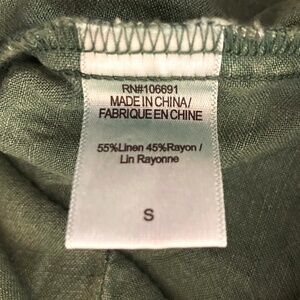 RN#106691
MADE IN CHINA/
FABRIQUE EN CHINE
55%Linen 45%Rayon /
Lin Rayonne
S